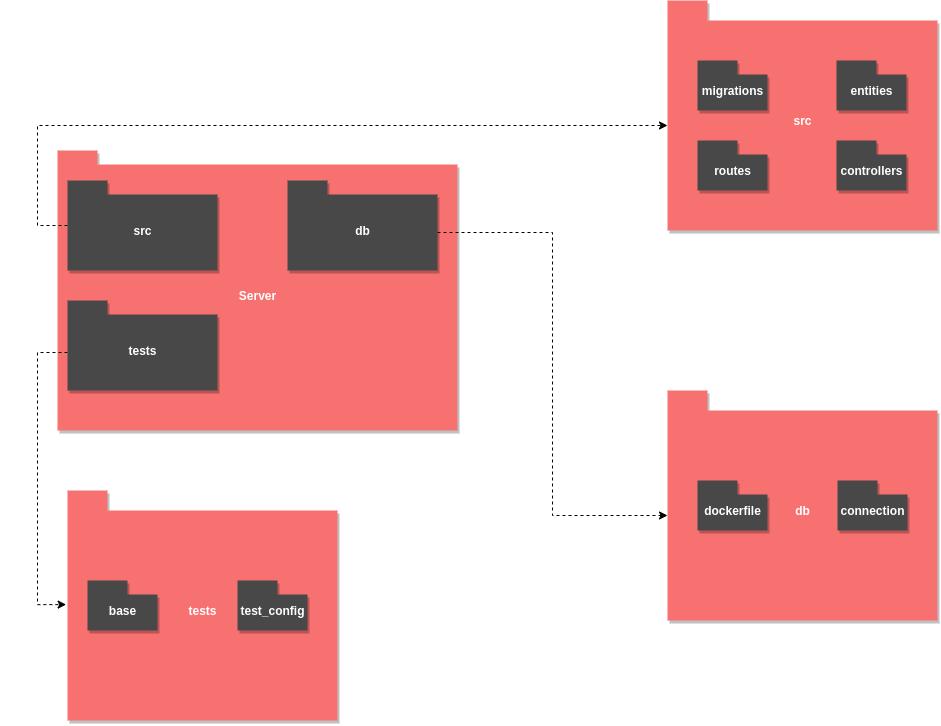 migrations
entities
src
routes
controllers
src
db
Server
tests
dockerfile
db
connection
base
tests
test_config